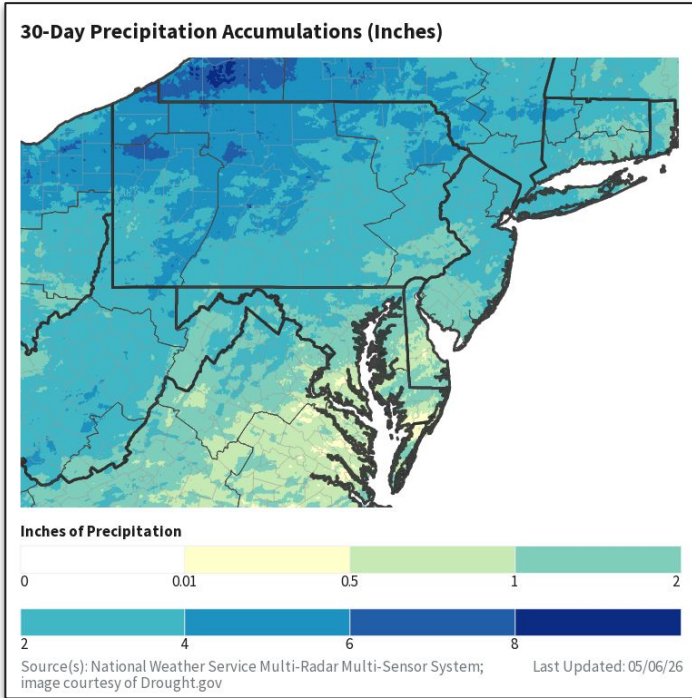 30-Day Precipitation Accumulations (Inches)
Inches of Precipitation
0 0.01 0.5 1 2
2 4 6 8
Source(s): National Weather Service Multi-Radar Multi-Sensor System; Last Updated: 05/06/26
image courtesy of Drought.gov